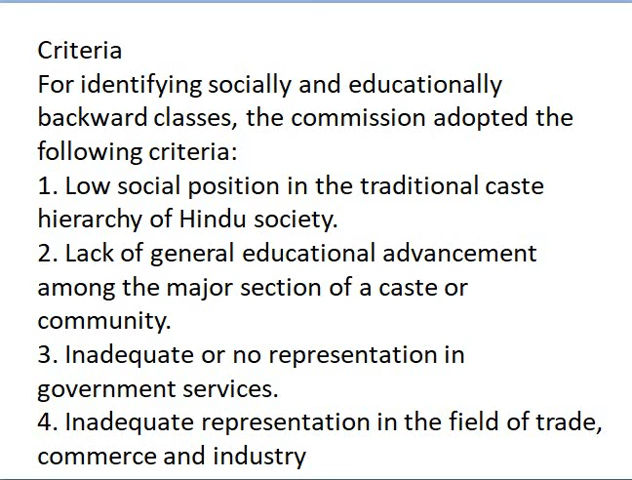 Criteria
For identifying socially and educationally
backward classes, the commission adopted the
following criteria:
1. Low social position in the traditional caste
hierarchy of Hindu society.
2. Lack of general educational advancement
among the major section of a caste or
community.
3. Inadequate or no representation in
government services.
4. Inadequate representation in the field of trade,
commerce and industry